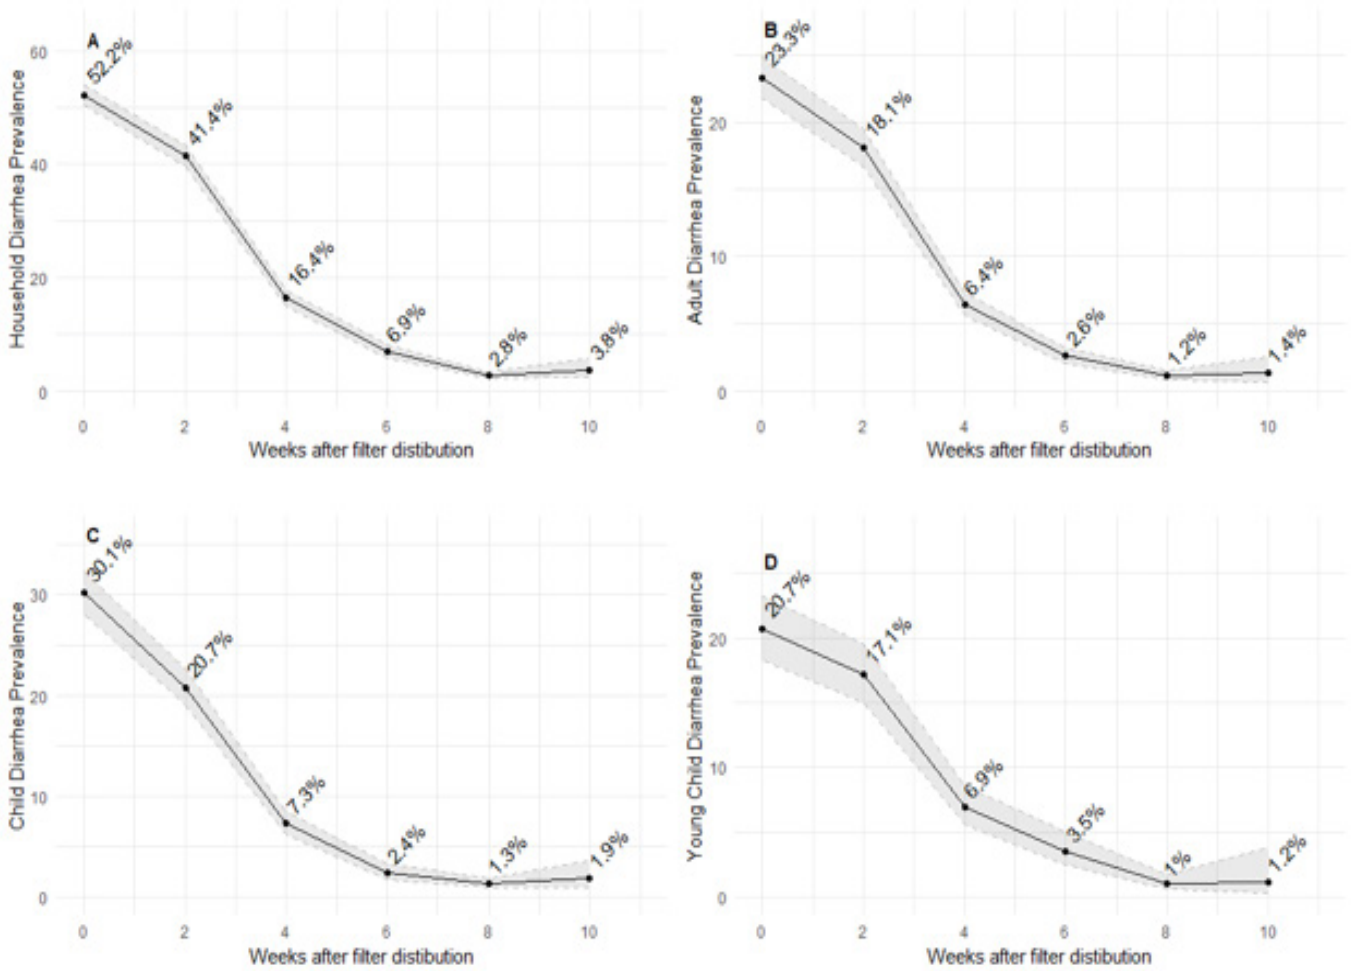 A
52.2%
60
41.4%
40
16.4%
20
6.9%
2.8%
3.8%
0
0 2 4 6 8 10
Weeks after filter distibution
Household Diarrhea Prevalence
B
23.3%
18.1%
20
10
6.4%
2.6%
1.2%
1.4%
0
0 2 4 6 8 10
Weeks after filter distibution
Adult Diarrhea Prevalence
C
30.1%
30
20.7%
20
10
7.3%
2.4%
1.3%
1.9%
0
0 2 4 6 8 10
Weeks after filter distibution
Child Diarrhea Prevalence
D
20.7%
17.1%
20
10
6.9%
3.5%
1%
1.2%
0
0 2 4 6 8 10
Weeks after filter distibution
Young Child Diarrhea Prevalence